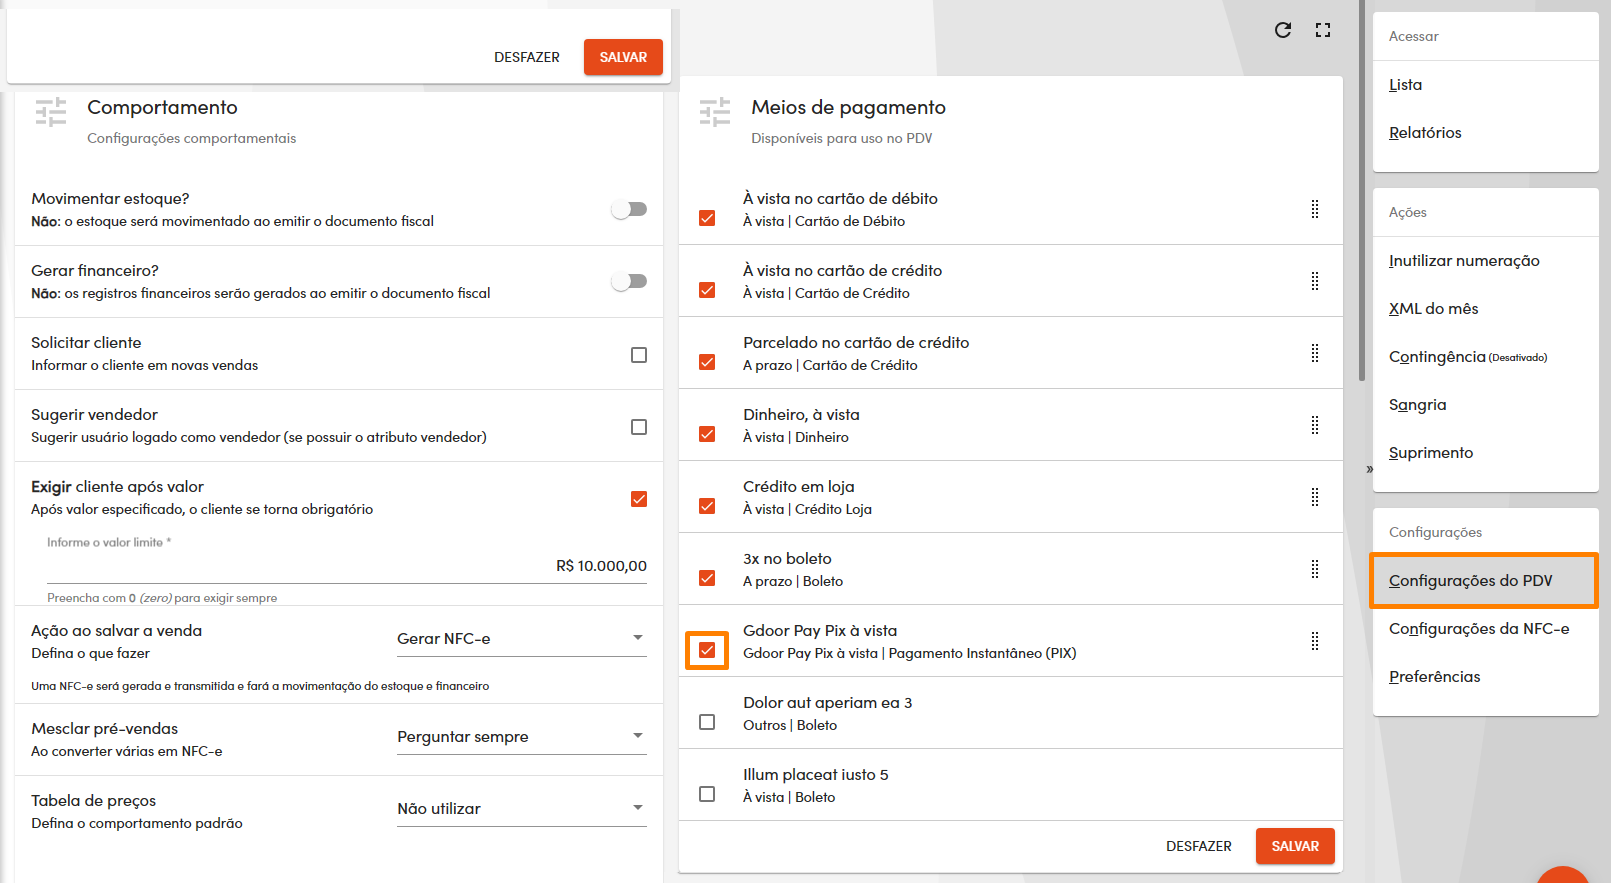 DESFAZER
SALVAR
Comportamento
Configurações comportamentais
Movimentar estoque?
Não: o estoque será movimentado ao emitir o documento fiscal
Gerar financeiro?
Não: os registros financeiros serão gerados ao emitir o documento fiscal
Solicitar cliente
Informar o cliente em novas vendas
Sugerir vendedor
Sugerir usuário logado como vendedor (se possuir o atributo vendedor)
Exigir cliente após valor
Após valor especificado, o cliente se torna obrigatório
Informe o valor limite *
R$ 10.000,00
Preencha com 0 (zero) para exigir sempre
Ação ao salvar a venda
Defina o que fazer
Gerar NFC-e
Uma NFC-e será gerada e transmitida e fará a movimentação do estoque e financeiro
Mesclar pré-vendas
Ao converter várias em NFC-e
Perguntar sempre
Tabela de preços
Defina o comportamento padrão
Não utilizar
Meios de pagamento
Disponíveis para uso no PDV
À vista no cartão de débito
À vista | Cartão de Débito
À vista no cartão de crédito
À vista | Cartão de Crédito
Parcelado no cartão de crédito
A prazo | Cartão de Crédito
Dinheiro, à vista
À vista | Dinheiro
Crédito em loja
À vista | Crédito Loja
3x no boleto
A prazo | Boleto
Gdoor Pay Pix à vista
Gdoor Pay Pix à vista | Pagamento Instantâneo (PIX)
Dolor aut aperiam ea 3
Outros | Boleto
Illum placeat iusto 5
À vista | Boleto
DESFAZER
SALVAR
»
Acessar
Lista
Relatórios
Ações
Inutilizar numeração
XML do mês
Contingência (Desativado)
Sangria
Suprimento
Configurações
Configurações do PDV
Configurações da NFC-e
Preferências